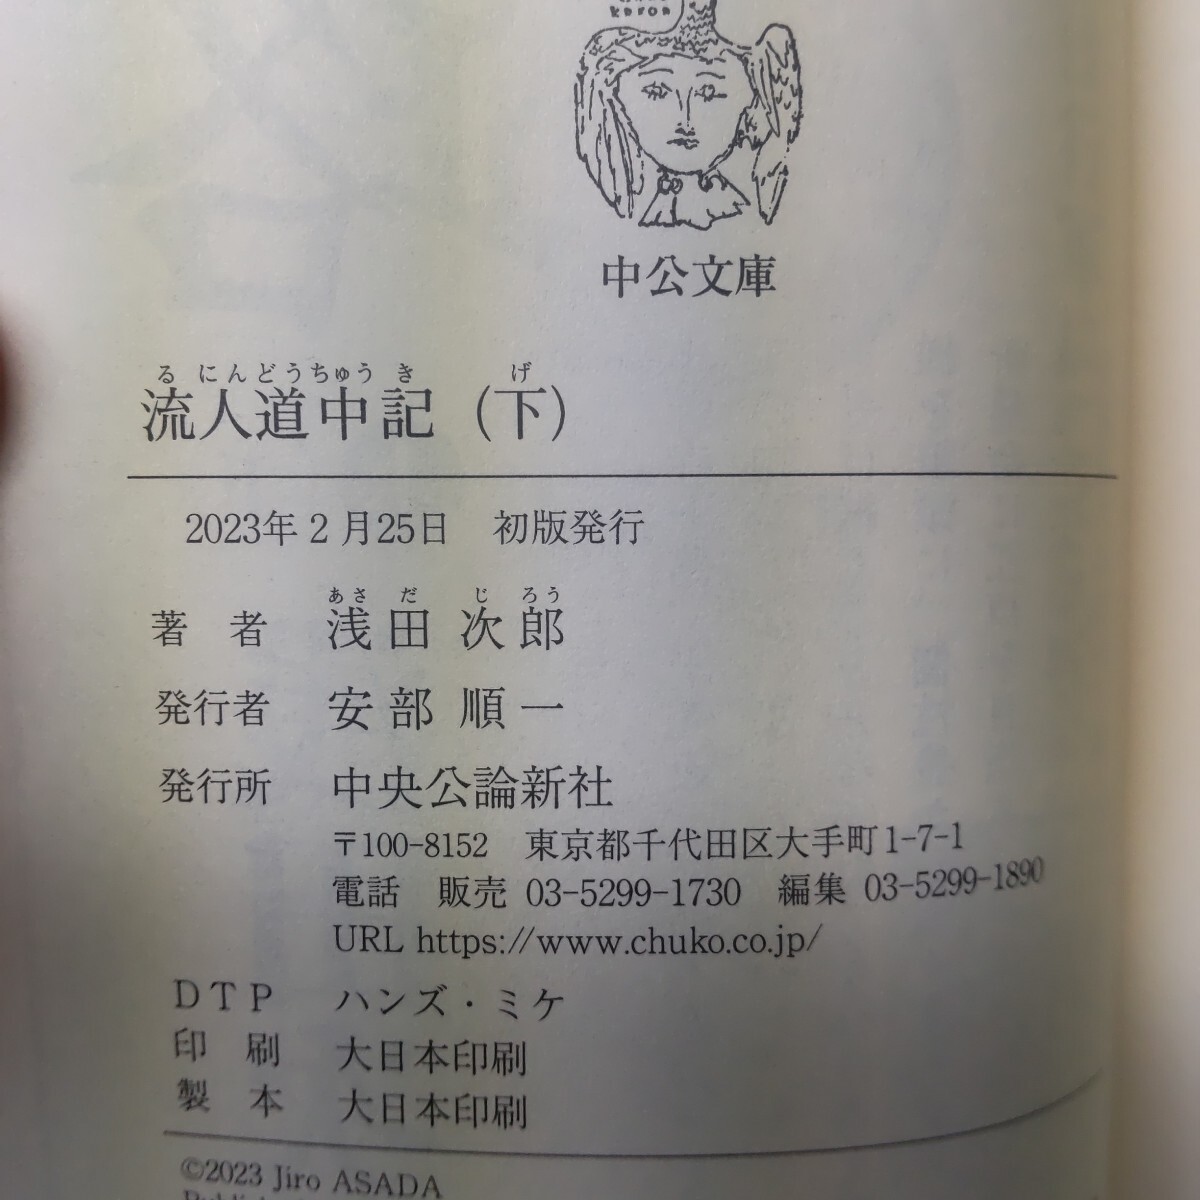 koron
中公文庫
るにんどうちゅうき　げ
流人道中記（下）
2023年2月25日　初版発行
あさ だ じ ろう
著　者　浅田 次郎
発行者　安部 順一
発行所　中央公論新社
〒100-8152　東京都千代田区大手町1-7-1
電話　販売 03-5299-1730　編集 03-5299-1890
URL https://www.chuko.co.jp/
DTP　ハンズ・ミケ
印　刷　大日本印刷
製　本　大日本印刷
©2023 Jiro ASADA